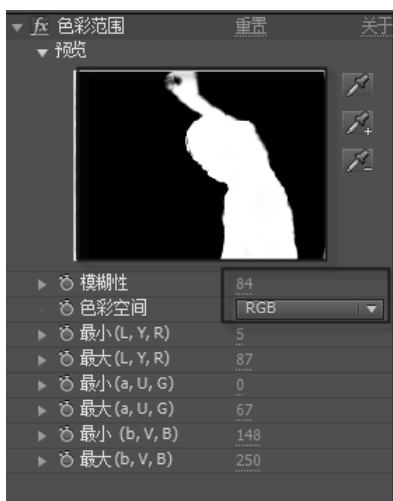 fx 色彩范围 重置 关于
预览
模糊性 84
色彩空间 RGB
最小(L, Y, R) 5
最大(L, Y, R) 87
最小(a, U, G) 0
最大(a, U, G) 67
最小 (b, V, B) 148
最大(b, V, B) 250